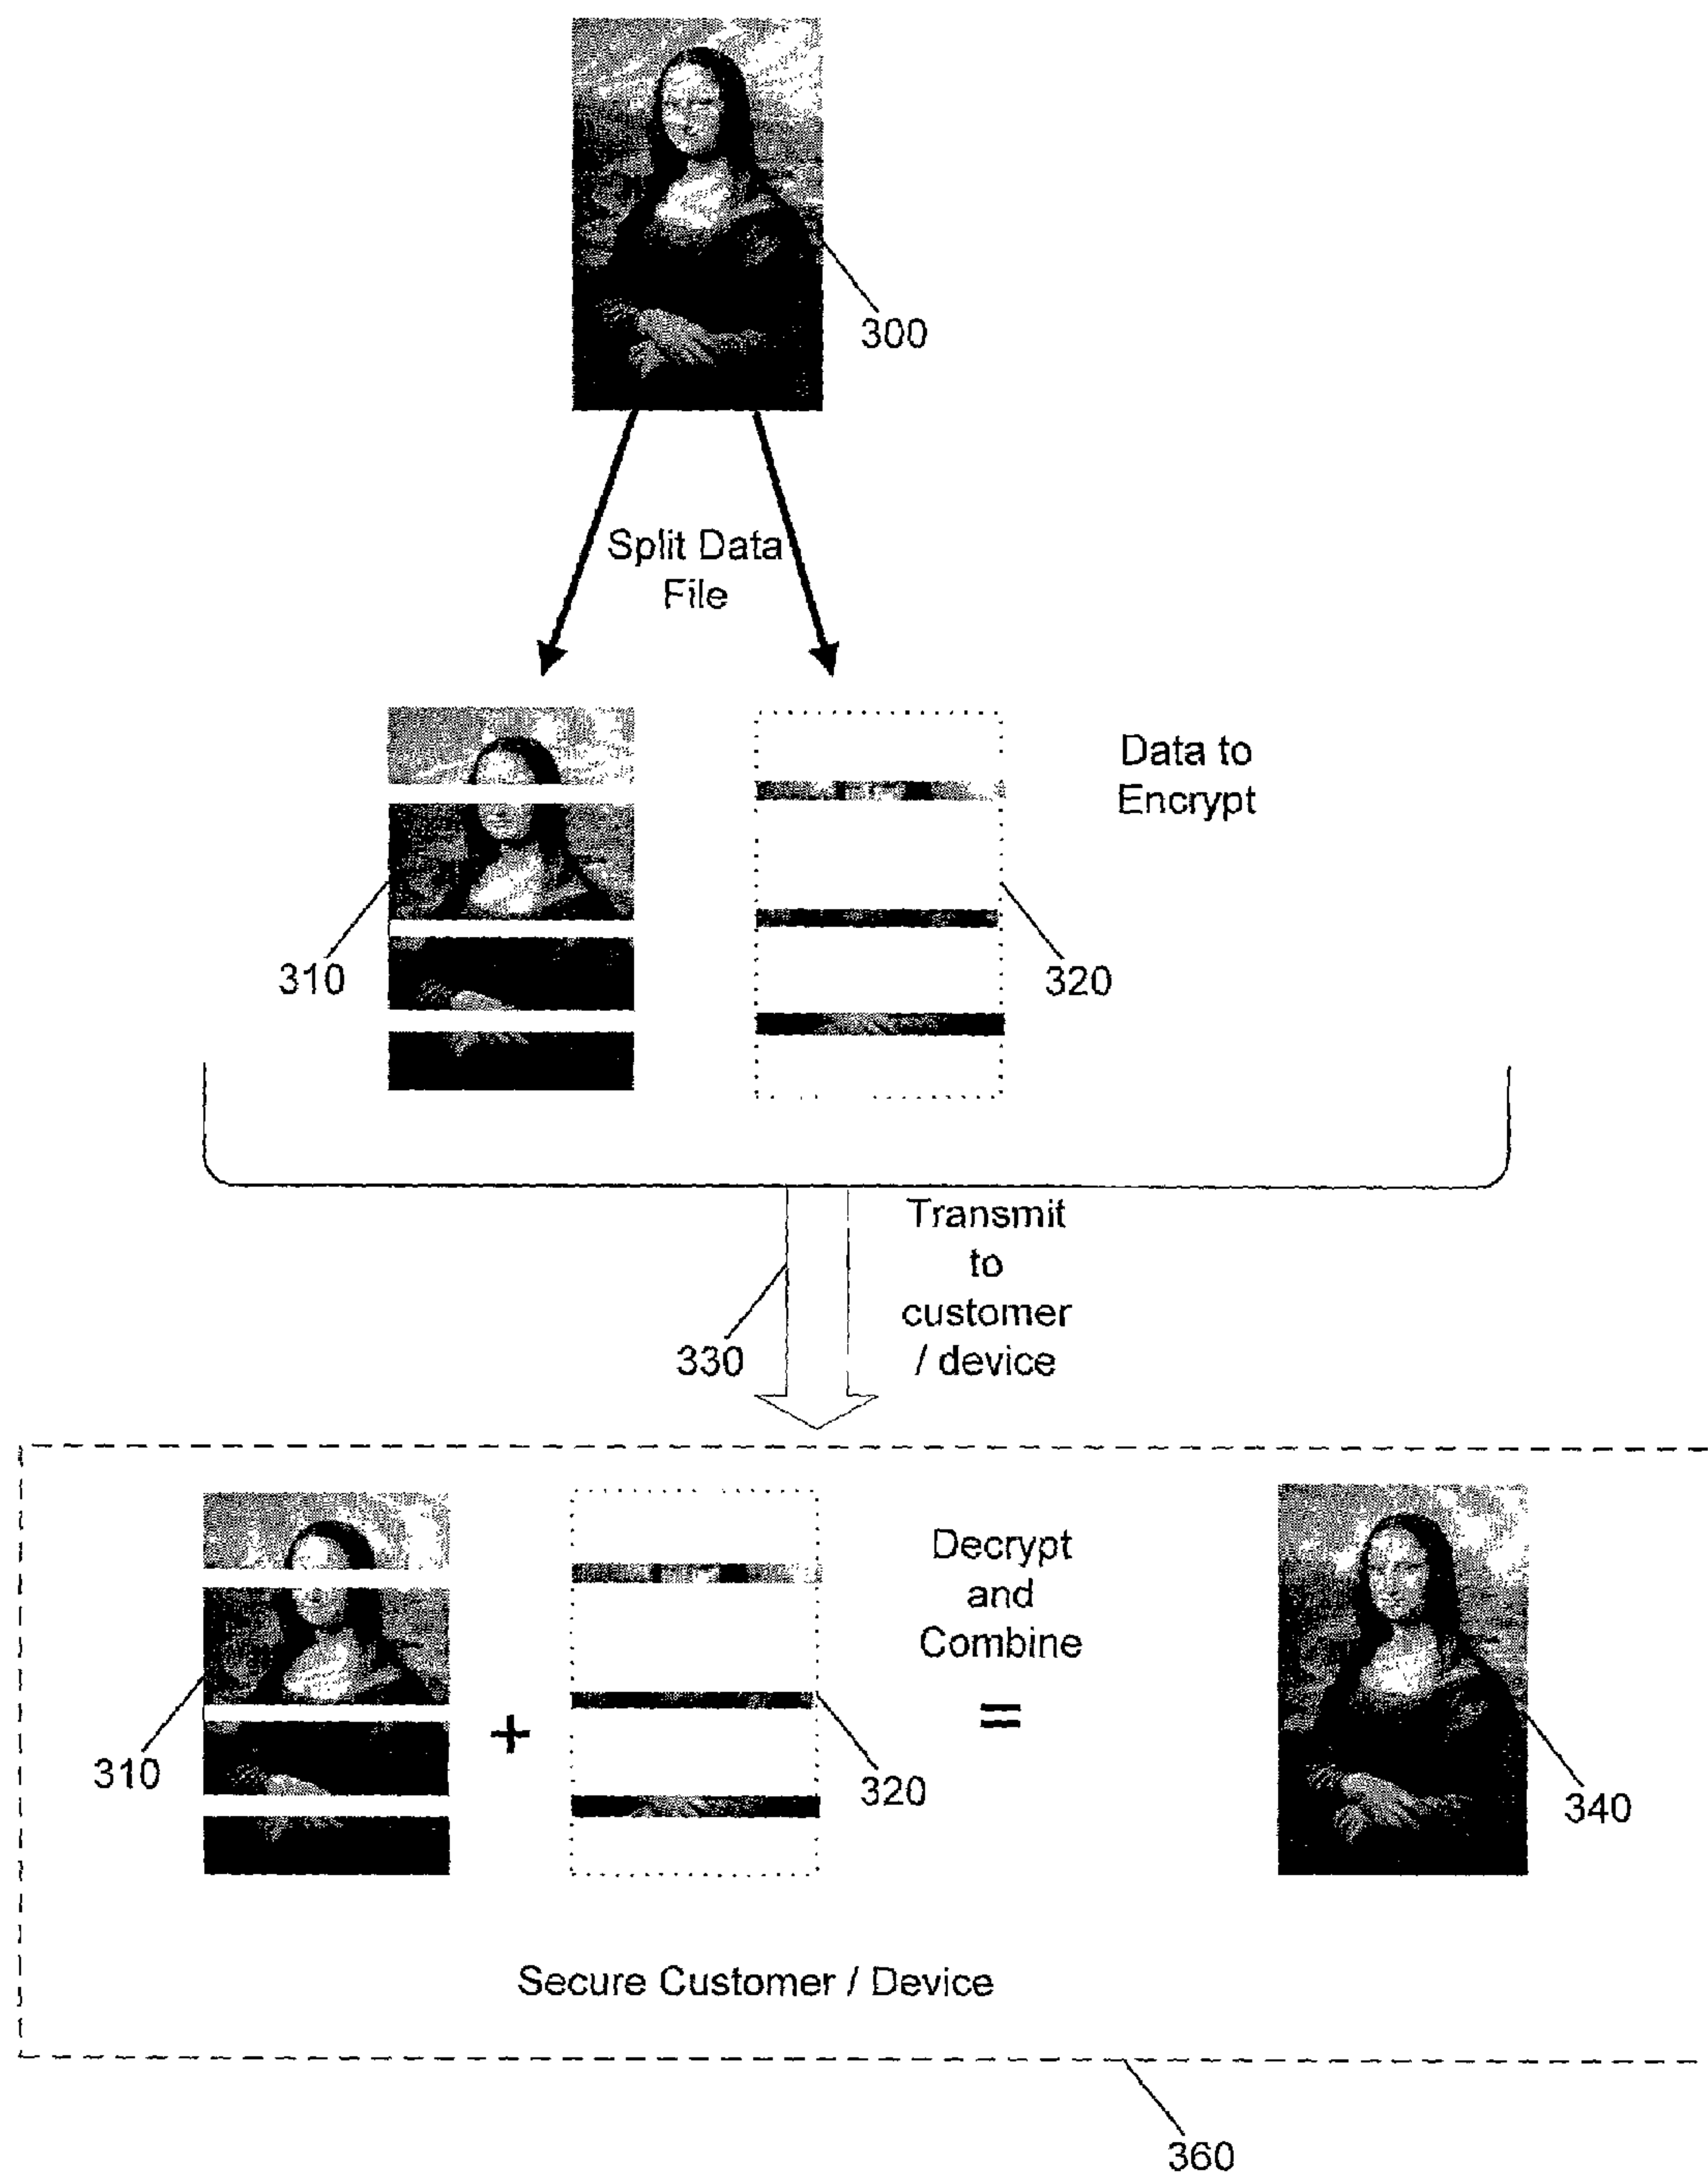 300
Split Data
File
Data to
Encrypt
310
320
Transmit
to
customer
/ device
330
Decrypt
and
Combine
310
+
320
=
340
Secure Customer / Device
360